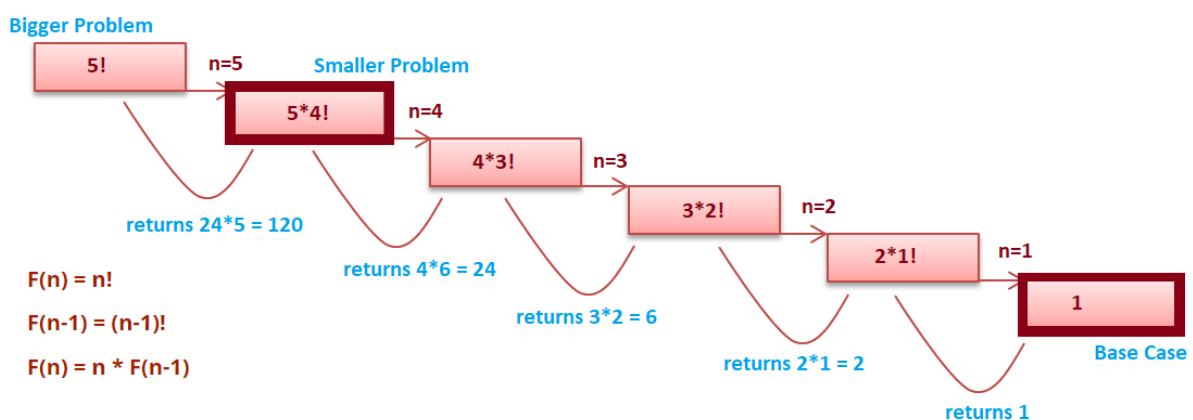 Bigger Problem
5!
n=5
Smaller Problem
5*4!
n=4
4*3!
n=3
3*2!
n=2
2*1!
n=1
1
Base Case
returns 24*5 = 120
returns 4*6 = 24
returns 3*2 = 6
returns 2*1 = 2
returns 1
F(n) = n!
F(n-1) = (n-1)!
F(n) = n * F(n-1)